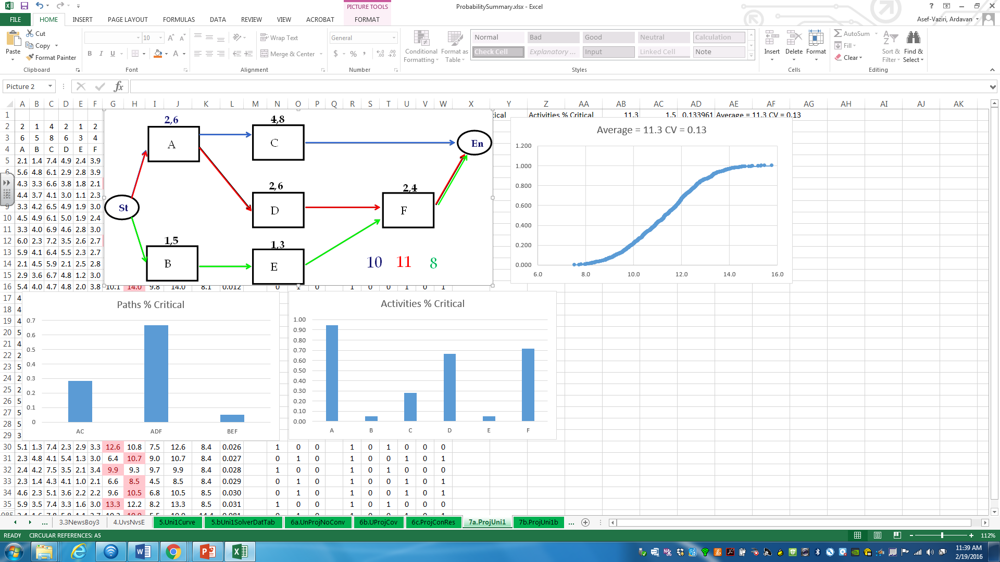 PICTURE TOOLS
ProbabilitySummary.xlsx - Excel
FILE HOME INSERT PAGE LAYOUT FORMULAS DATA REVIEW VIEW ACROBAT FORMAT
Asef-Vaziri, Ardavan
Paste
Cut
Copy
Format Painter
10
Wrap Text
Merge & Center
General
$ % ,
Conditional Formatting
Format as Table
Normal Bad Good Neutral Calculation
Check Cell Explanatory ... Input Linked Cell Note
Insert Delete Format
AutoSum
Fill
Clear
Sort & Filter
Find & Select
Clipboard Font Alignment Number Styles Cells Editing
Picture 2
fx
A B C D E F G H I J K L M N O P Q R S T U V W X Y Z AA AB AC AD AE AF AG AH AI AJ AK
1 tical Activities % Critical 11.3 1.5 0.133961 Average = 11.3 CV = 0.13
2 2 1 4 2 1 2
3 6 5 8 6 3 4
4 A B C D E F
5 2.1 1.4 7.4 4.9 2.4 3.9
6 5.6 4.8 6.1 2.9 2.8 3.9
4.3 3.3 6.6 3.8 1.8 2.1
4.4 3.7 4.1 3.0 1.1 2.3
9 3.3 4.2 6.5 4.9 1.9 3.0
10 4.5 4.9 6.1 5.0 1.9 2.4
11 3.3 4.0 6.9 4.6 2.8 3.0
12 6.0 2.3 7.2 3.5 2.6 2.7
13 5.9 4.1 6.4 5.5 2.3 2.7
14 2.1 4.5 5.9 2.1 2.5 2.8
15 2.9 3.6 6.7 4.8 1.2 3.0
16 5.4 4.0 4.7 4.8 2.0 3.8 10.1 14.0 9.8 14.0 8.1 0.012 0 1 0 1 0 0 1 0 1
17 4
18 4
19 4
20 5
21 4
22 2
23 5
24 2
25 2
26 5
27 5
28 5
29 3
30 5.1 1.3 7.4 2.3 2.9 3.3 12.6 10.8 7.5 12.6 8.4 0.026 1 0 0 1 0 1 0 0 0
31 2.3 4.8 4.1 5.4 1.3 3.0 6.4 10.7 9.0 10.7 8.4 0.027 0 1 0 1 0 0 1 0 1
32 2.4 4.2 7.5 3.5 2.1 3.4 9.9 9.3 9.7 9.9 8.4 0.028 1 0 0 1 0 1 0 0 0
33 2.3 1.4 4.3 4.1 1.0 2.1 6.6 8.5 4.5 8.5 8.4 0.029 0 1 0 1 0 0 1 0 1
34 4.6 2.3 5.1 3.6 2.2 2.2 9.6 10.5 6.8 10.5 8.5 0.030 0 1 0 1 0 0 1 0 1
35 5.9 3.5 7.4 3.3 1.6 3.0 13.3 12.2 8.2 13.3 8.5 0.031 1 0 0 1 0 1 0 0 0
2,6
A
4,8
C
En
2,6
D
2,4
F
St
1,5
B
1,3
E
10 11 8
Average = 11.3 CV = 0.13
1.200
1.000
0.800
0.600
0.400
0.200
0.000
6.0 8.0 10.0 12.0 14.0 16.0
Paths % Critical
0.7
0.6
0.5
0.4
0.3
0.2
0.1
0
AC ADF BEF
Activities % Critical
1.00
0.90
0.80
0.70
0.60
0.50
0.40
0.30
0.20
0.10
0.00
A B C D E F
... 3.3NewsBoy3 4.UvsNvsE 5.Uni1Curve 5.bUni1SolverDatTab 6a.UnProjNoConv 6b.UProjCov 6c.ProjConRes 7a.ProjUni1 7b.ProjUni1b ...
READY CIRCULAR REFERENCES: A5
112%
11:39 AM
2/19/2016